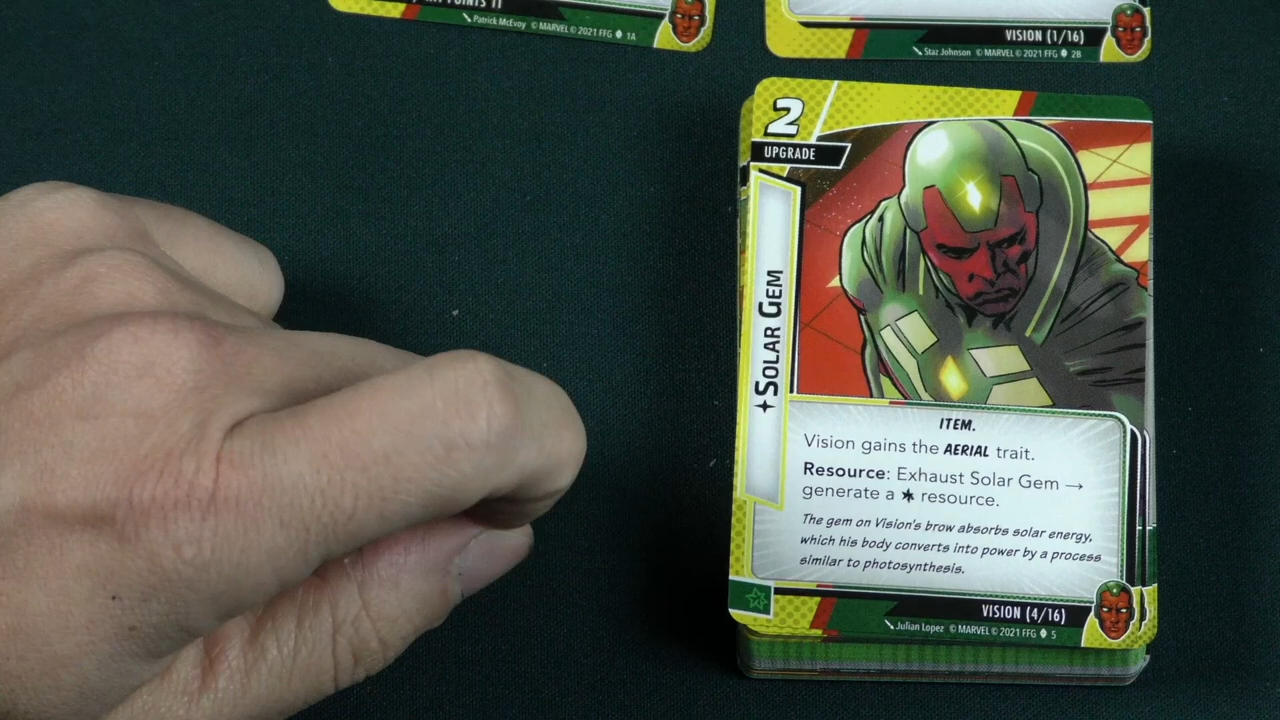 POINTS 11
Patrick McEvoy © MARVEL © 2021 FFG 1A
VISION (1/16)
Staz Johnson © MARVEL © 2021 FFG 2B
2
UPGRADE
SOLAR GEM
ITEM.
Vision gains the AERIAL trait.
Resource: Exhaust Solar Gem →
generate a resource.
The gem on Vision's brow absorbs solar energy,
which his body converts into power by a process
similar to photosynthesis.
VISION (4/16)
Julian Lopez © MARVEL © 2021 FFG 5